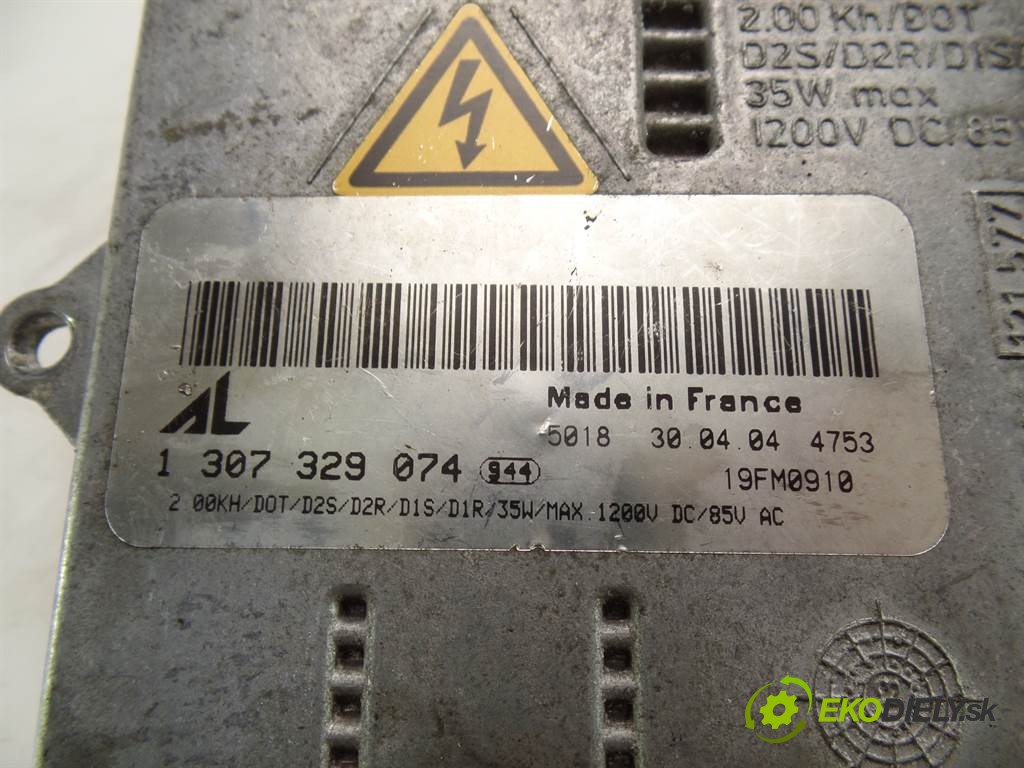 2.00 Kh/DOT
D2S/D2R/D1S
35W max
1200V DC/85
AL
Made in France
5018 30.04.04 4753
1 307 329 074 944
19FM0910
2 00KH/DOT/D2S/D2R/D1S/D1R/35W/MAX.1200V DC/85V AC
EKODIELY.sk